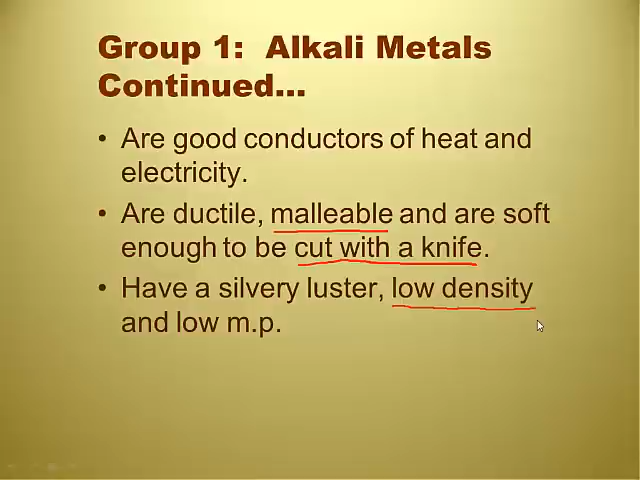 Group 1:  Alkali Metals
Continued...
• Are good conductors of heat and
electricity.
• Are ductile, malleable and are soft
enough to be cut with a knife.
• Have a silvery luster, low density
and low m.p.